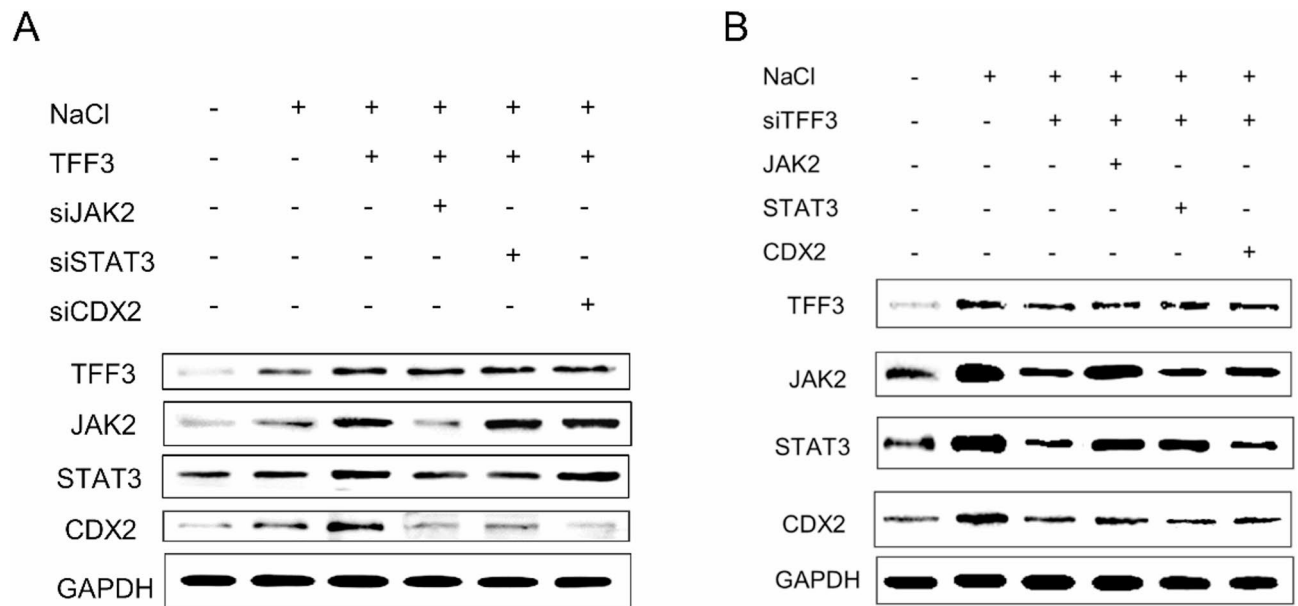 A
NaCl - + + + + +
TFF3 - - + + + +
siJAK2 - - - + - -
siSTAT3 - - - - + -
siCDX2 - - - - - +
TFF3
JAK2
STAT3
CDX2
GAPDH
B
NaCl - + + + + +
siTFF3 - - + + + +
JAK2 - - - + - -
STAT3 - - - - + -
CDX2 - - - - - +
TFF3
JAK2
STAT3
CDX2
GAPDH